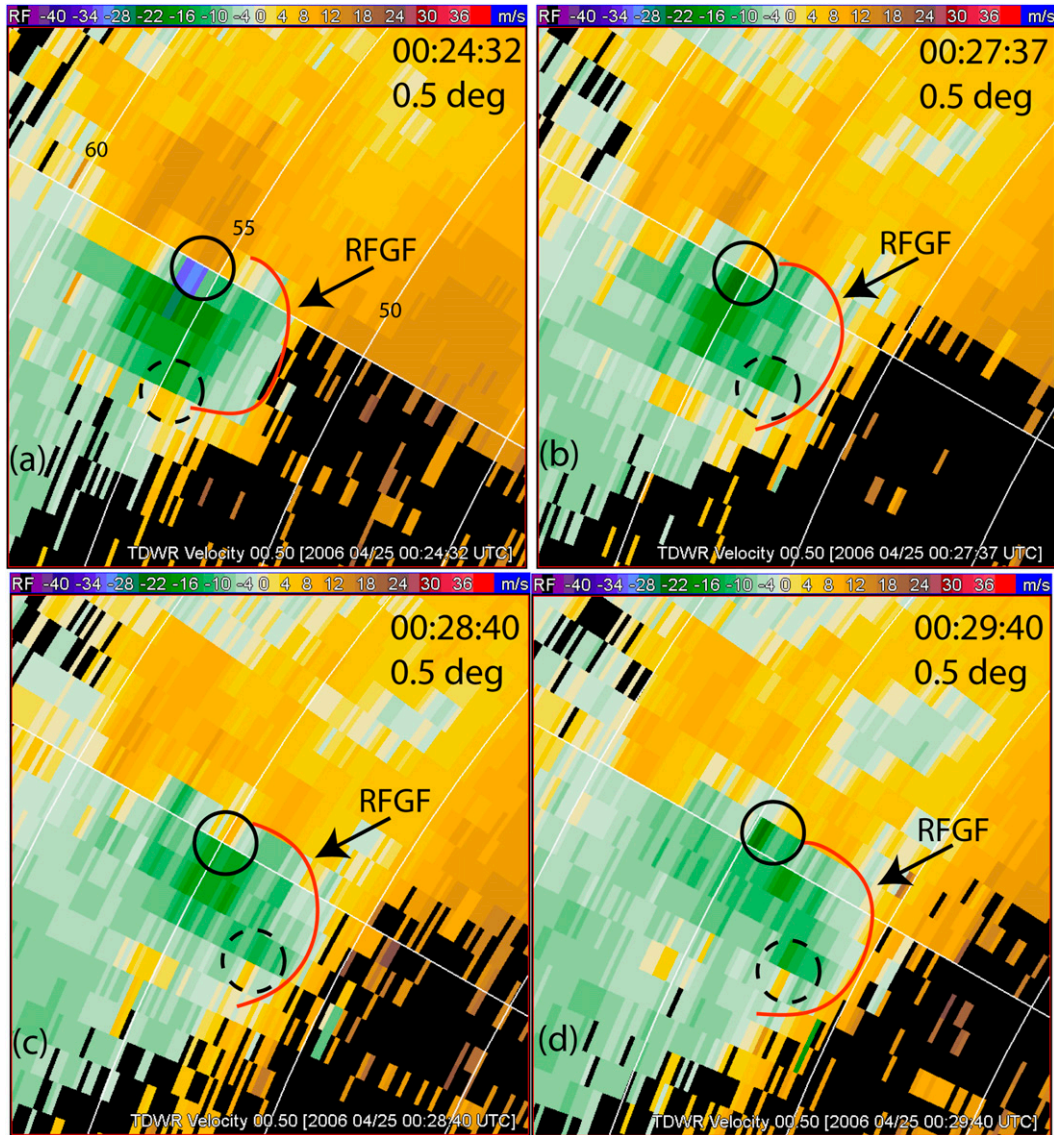 RF -40 -34 -28 -22 -16 -10 -4 0 4 8 12 18 24 30 36 m/s
00:24:32
0.5 deg
60
55
RFGF
50
(a)
TDWR Velocity 00.50 [2006 04/25 00:24:32 UTC]
RF -40 -34 -28 -22 -16 -10 -4 0 4 8 12 18 24 30 36 m/s
00:27:37
0.5 deg
RFGF
(b)
TDWR Velocity 00.50 [2006 04/25 00:27:37 UTC]
RF -40 -34 -28 -22 -16 -10 -4 0 4 8 12 18 24 30 36 m/s
00:28:40
0.5 deg
RFGF
(c)
TDWR Velocity 00.50 [2006 04/25 00:28:40 UTC]
RF -40 -34 -28 -22 -16 -10 -4 0 4 8 12 18 24 30 36 m/s
00:29:40
0.5 deg
RFGF
(d)
TDWR Velocity 00.50 [2006 04/25 00:29:40 UTC]